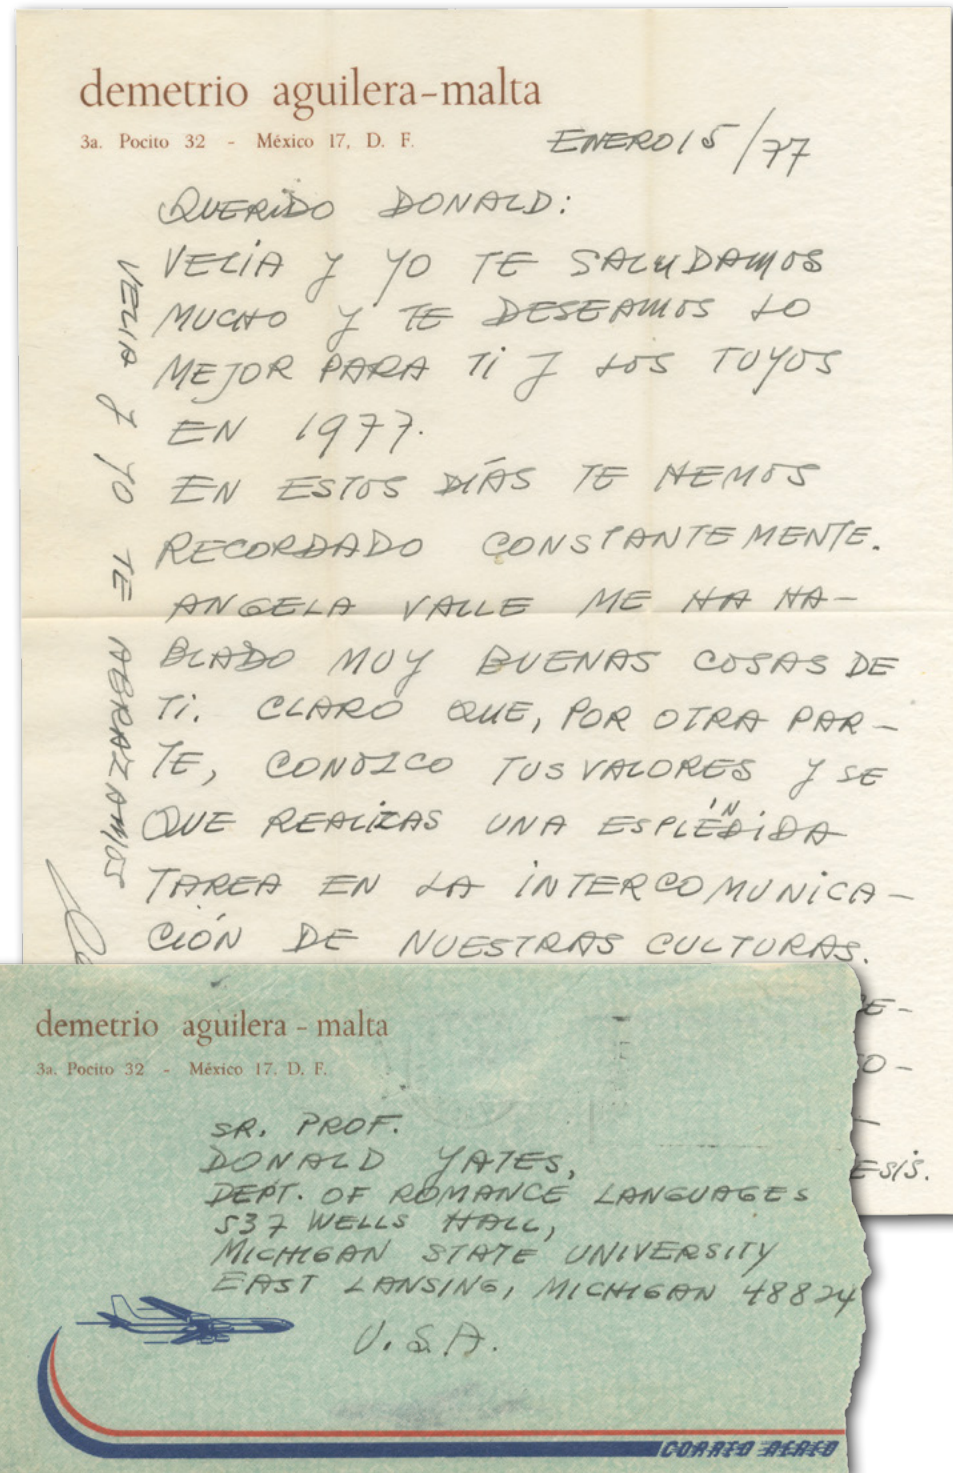 demetrio aguilera-malta
3a. Pocito 32 - México 17, D. F.
ENERO 15/77
QUERIDO DONALD:
VELIA Y YO TE SALUDAMOS
MUCHO Y TE DESEAMOS LO
MEJOR PARA Ti Y LOS TUYOS
EN 1977.
EN ESTOS DÍAS TE HEMOS
RECORDADO CONSTANTEMENTE.
ANGELA VALLE ME HA HA-
BLADO MUY BUENAS COSAS DE
Ti. CLARO QUE, POR OTRA PAR-
TE, CONOZCO TUS VALORES Y SE
QUE REALIZAS UNA ESPLÉNDIDA
TAREA EN LA INTERCOMUNICA-
CIÓN DE NUESTRAS CULTURAS.
E-
O-
-
ESIS.
VELIA Y YO TE ABRAZAMOS
demetrio aguilera - malta
3a. Pocito 32 - México 17, D. F.
SR. PROF.
DONALD YATES,
DEPT. OF ROMANCE LANGUAGES
537 WELLS HALL,
MICHIGAN STATE UNIVERSITY
EAST LANSING, MICHIGAN 48824
U.S.A.
CORREO AEREO